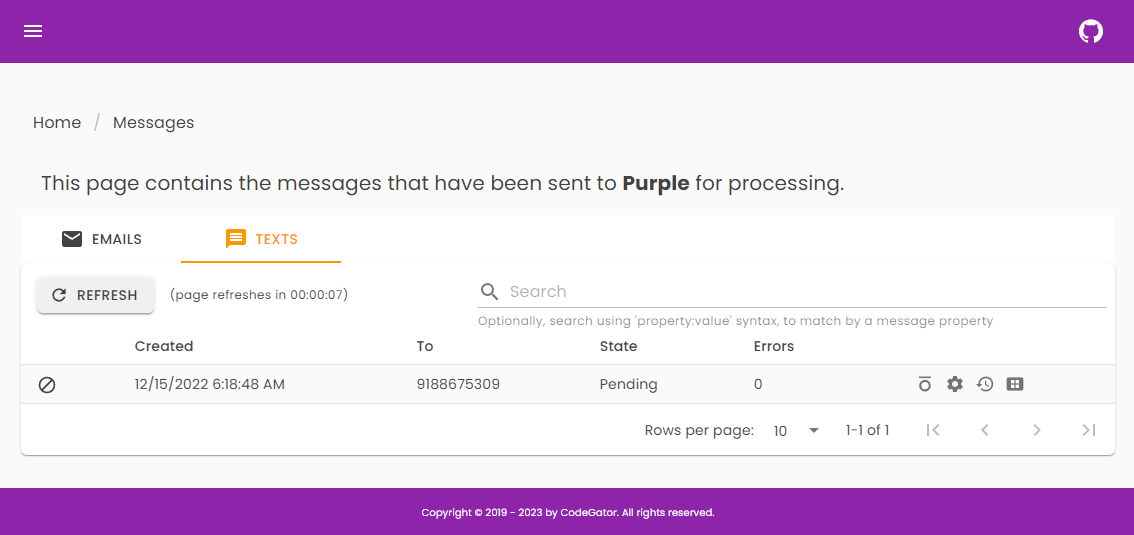 Home / Messages
This page contains the messages that have been sent to Purple for processing.
EMAILS TEXTS
REFRESH (page refreshes in 00:00:07) Search
Optionally, search using 'property:value' syntax, to match by a message property
Created To State Errors
12/15/2022 6:18:48 AM 9188675309 Pending 0
Rows per page: 10 1-1 of 1
Copyright © 2019 - 2023 by CodeGator. All rights reserved.